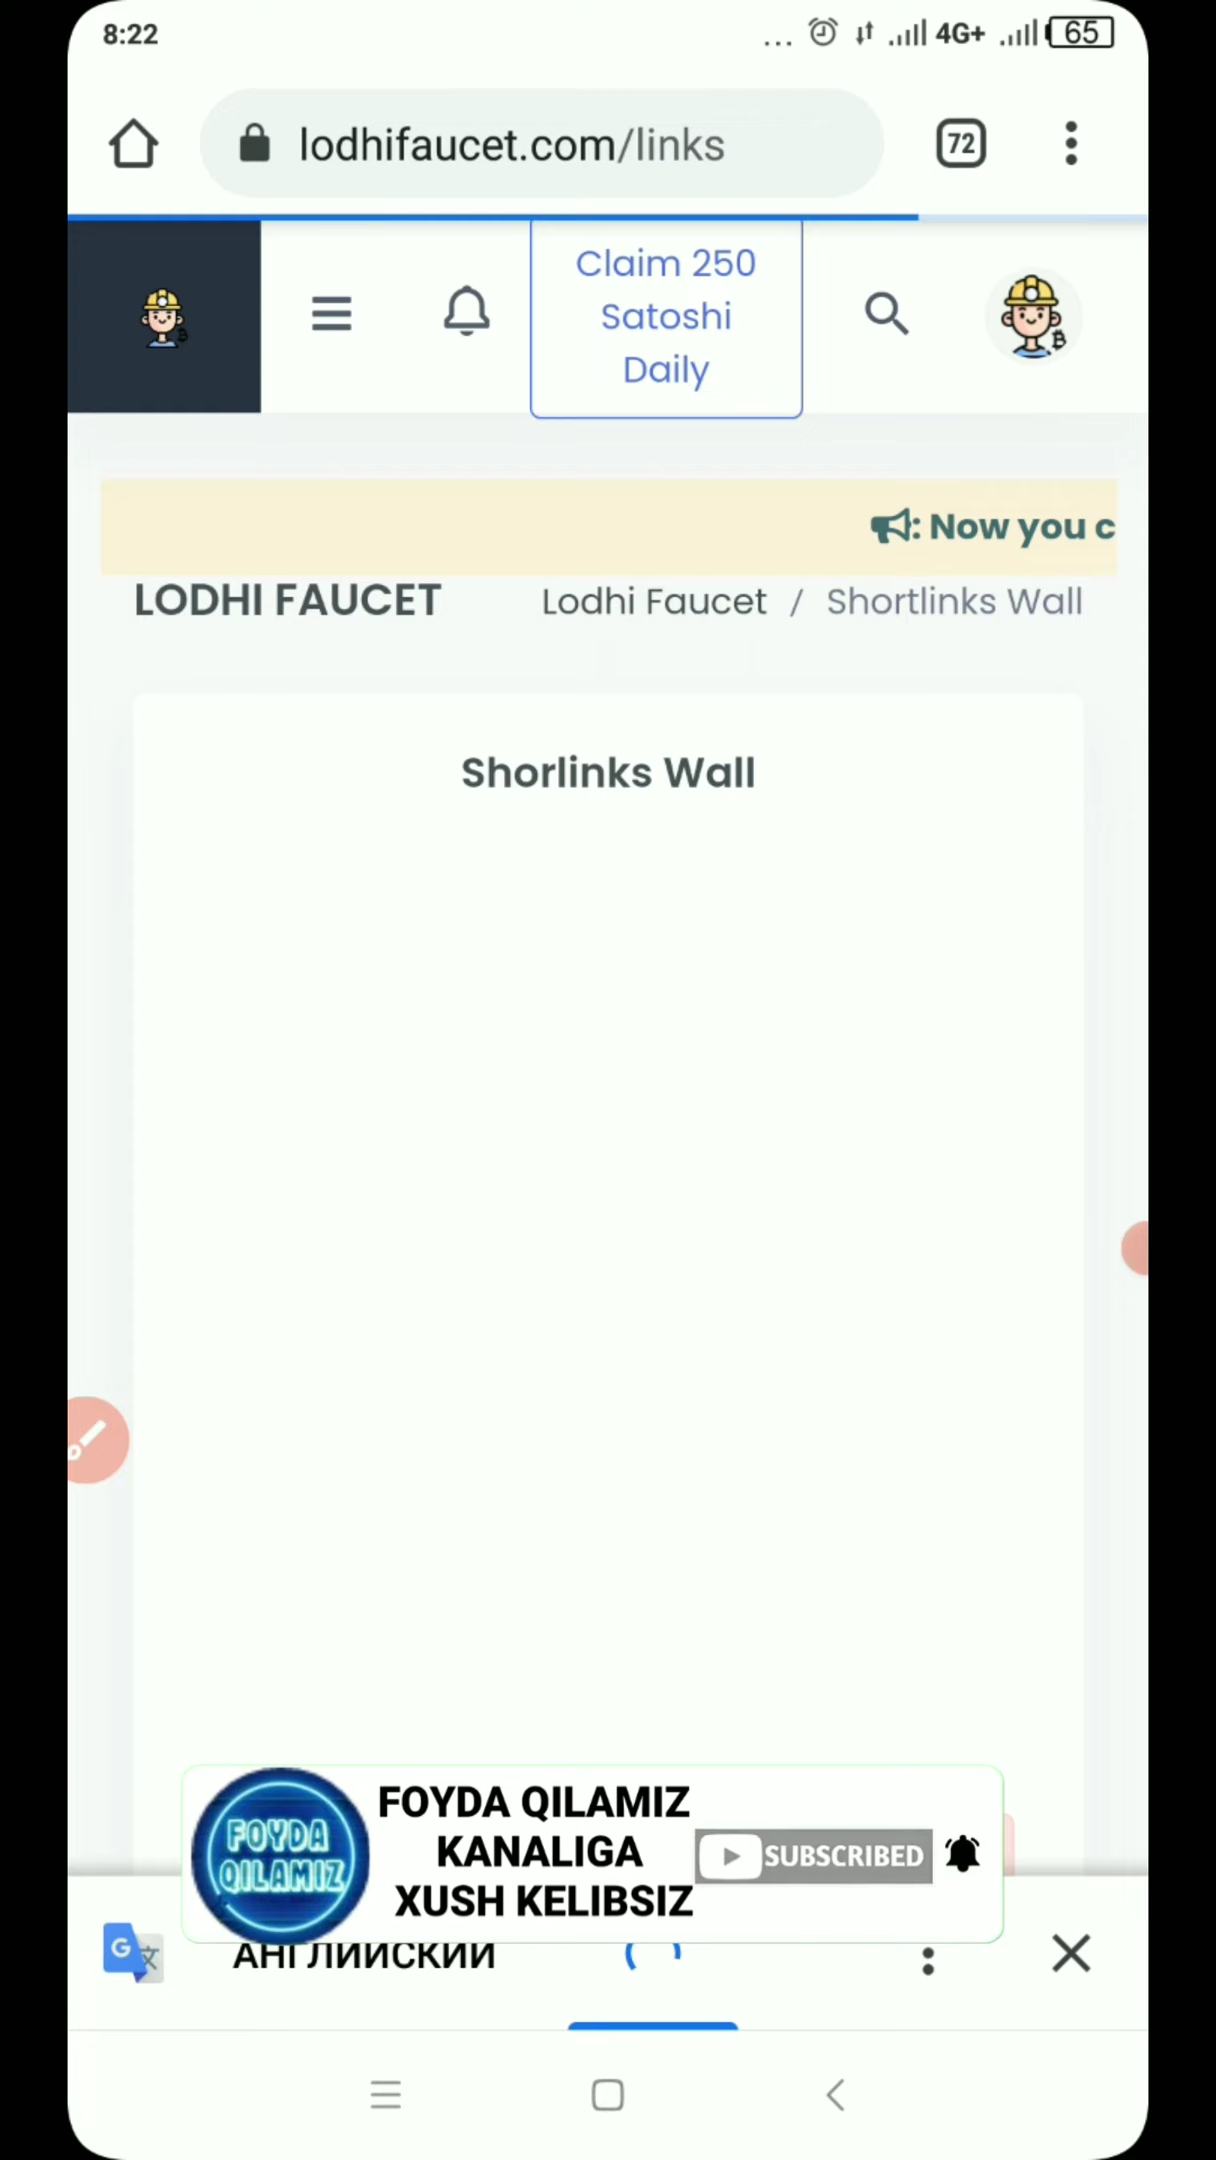 8:22
... 4G+ 65
lodhifaucet.com/links
72
Claim 250
Satoshi
Daily
: Now you c
LODHI FAUCET
Lodhi Faucet / Shortlinks Wall
Shorlinks Wall
FOYDA
QILAMIZ
FOYDA QILAMIZ
KANALIGA
XUSH KELIBSIZ
SUBSCRIBED
АНГЛИЙСКИЙ